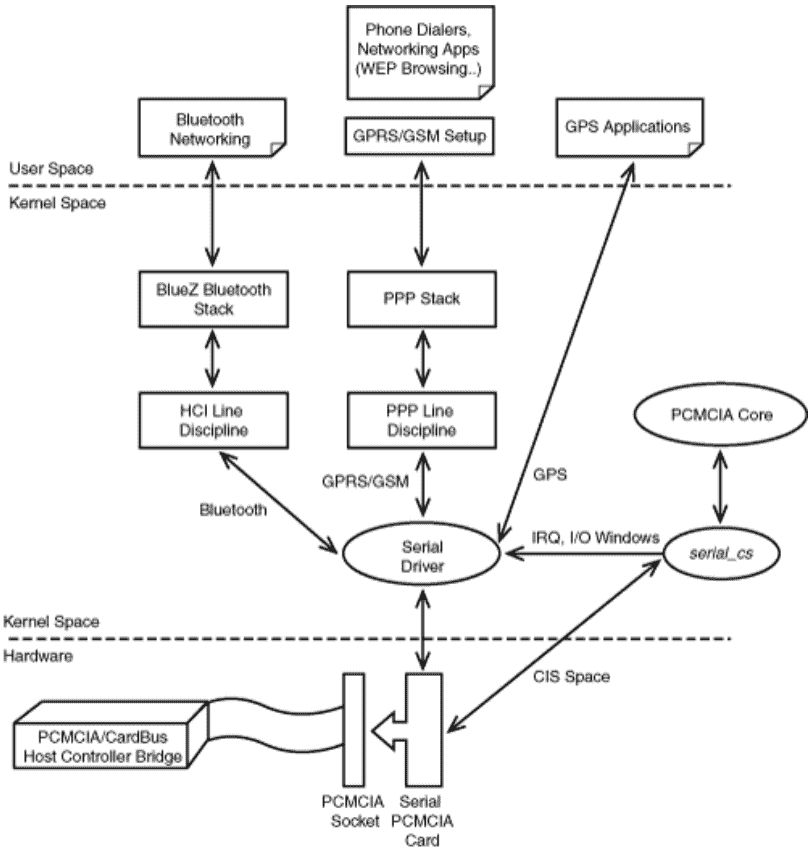 Phone Dialers,
Networking Apps
(WEP Browsing..)
Bluetooth
Networking
GPRS/GSM Setup
GPS Applications
User Space
Kernel Space
BlueZ Bluetooth
Stack
PPP Stack
HCI Line
Discipline
PPP Line
Discipline
PCMCIA Core
GPRS/GSM
GPS
Bluetooth
Serial
Driver
IRQ, I/O Windows
serial_cs
Kernel Space
Hardware
CIS Space
PCMCIA/CardBus
Host Controller Bridge
PCMCIA
Socket
Serial
PCMCIA
Card